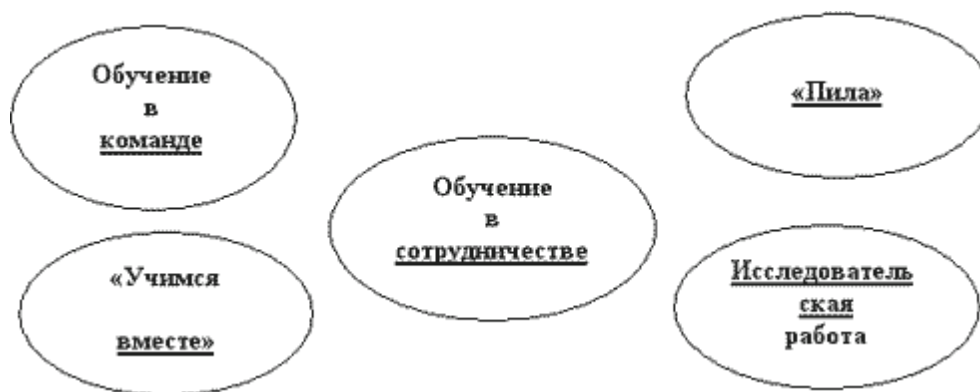 Обучение
в
команде
«Пила»
Обучение
в
сотрудничестве
«Учимся
вместе»
Исследователь
ская
работа